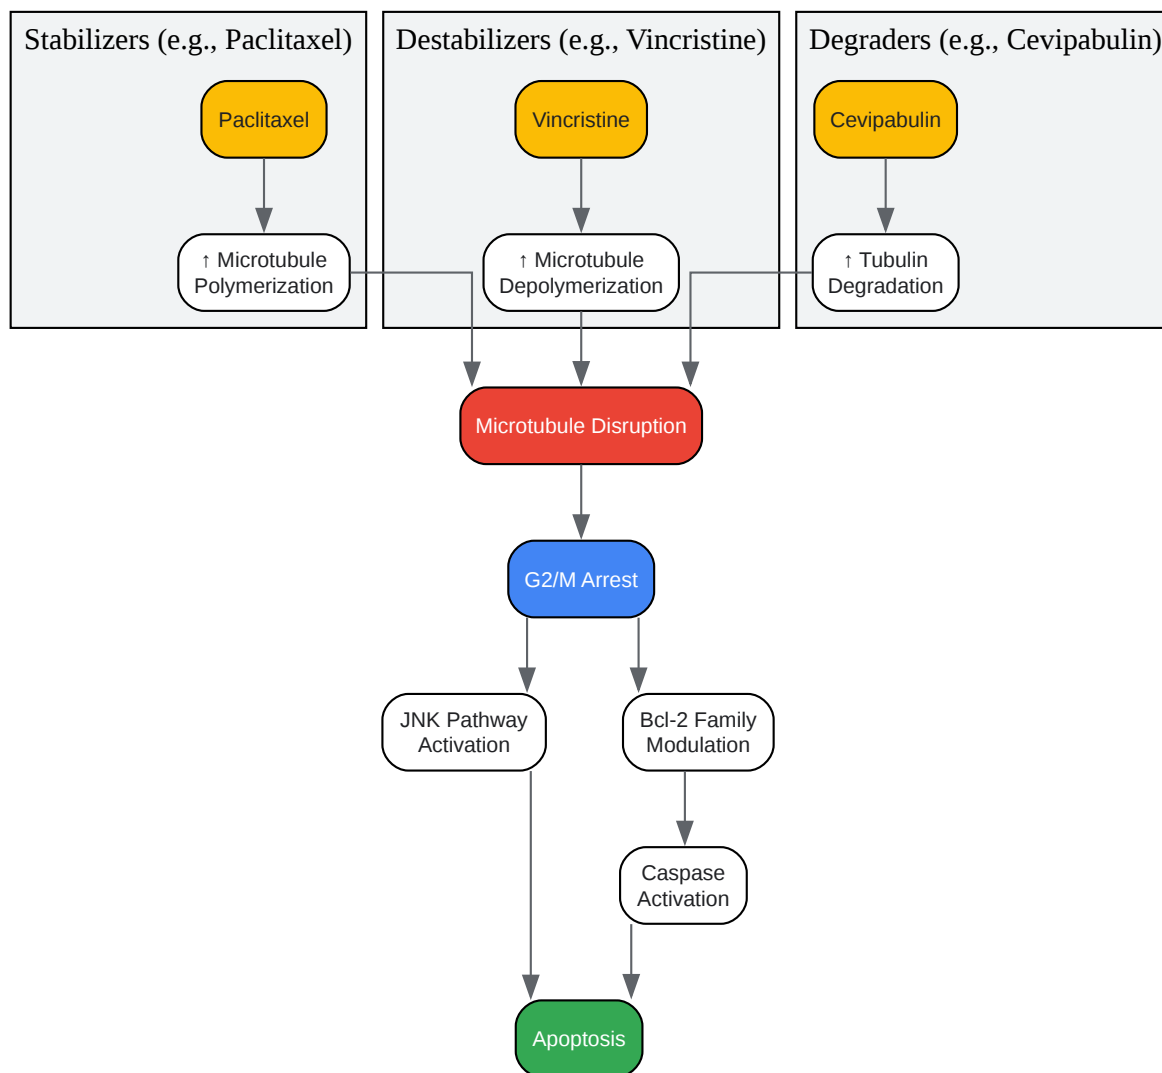 Stabilizers (e.g., Paclitaxel)
Destabilizers (e.g., Vincristine)
Degraders (e.g., Cevipabulin)
Paclitaxel
Vincristine
Cevipabulin
↑ Microtubule
Polymerization
↑ Microtubule
Depolymerization
↑ Tubulin
Degradation
Microtubule Disruption
G2/M Arrest
JNK Pathway
Activation
Bcl-2 Family
Modulation
Caspase
Activation
Apoptosis